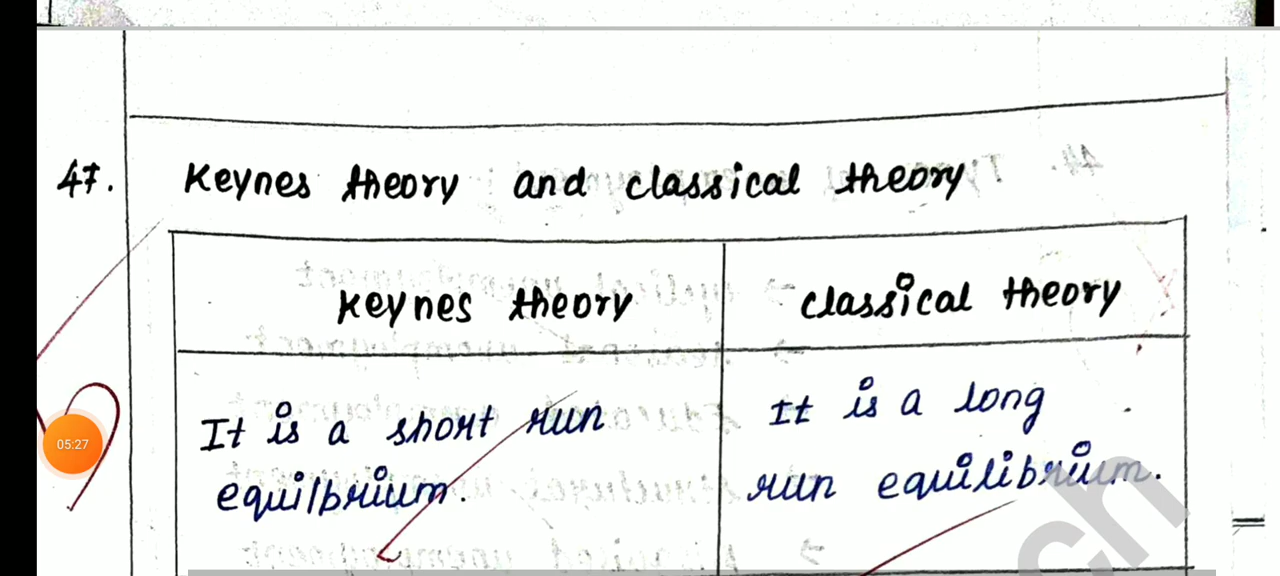 47. Keynes theory and classical theory.
Keynes theory
classical theory
It is a short run
equilbrium.
It is a long
run equilibrium.
05:27
ch